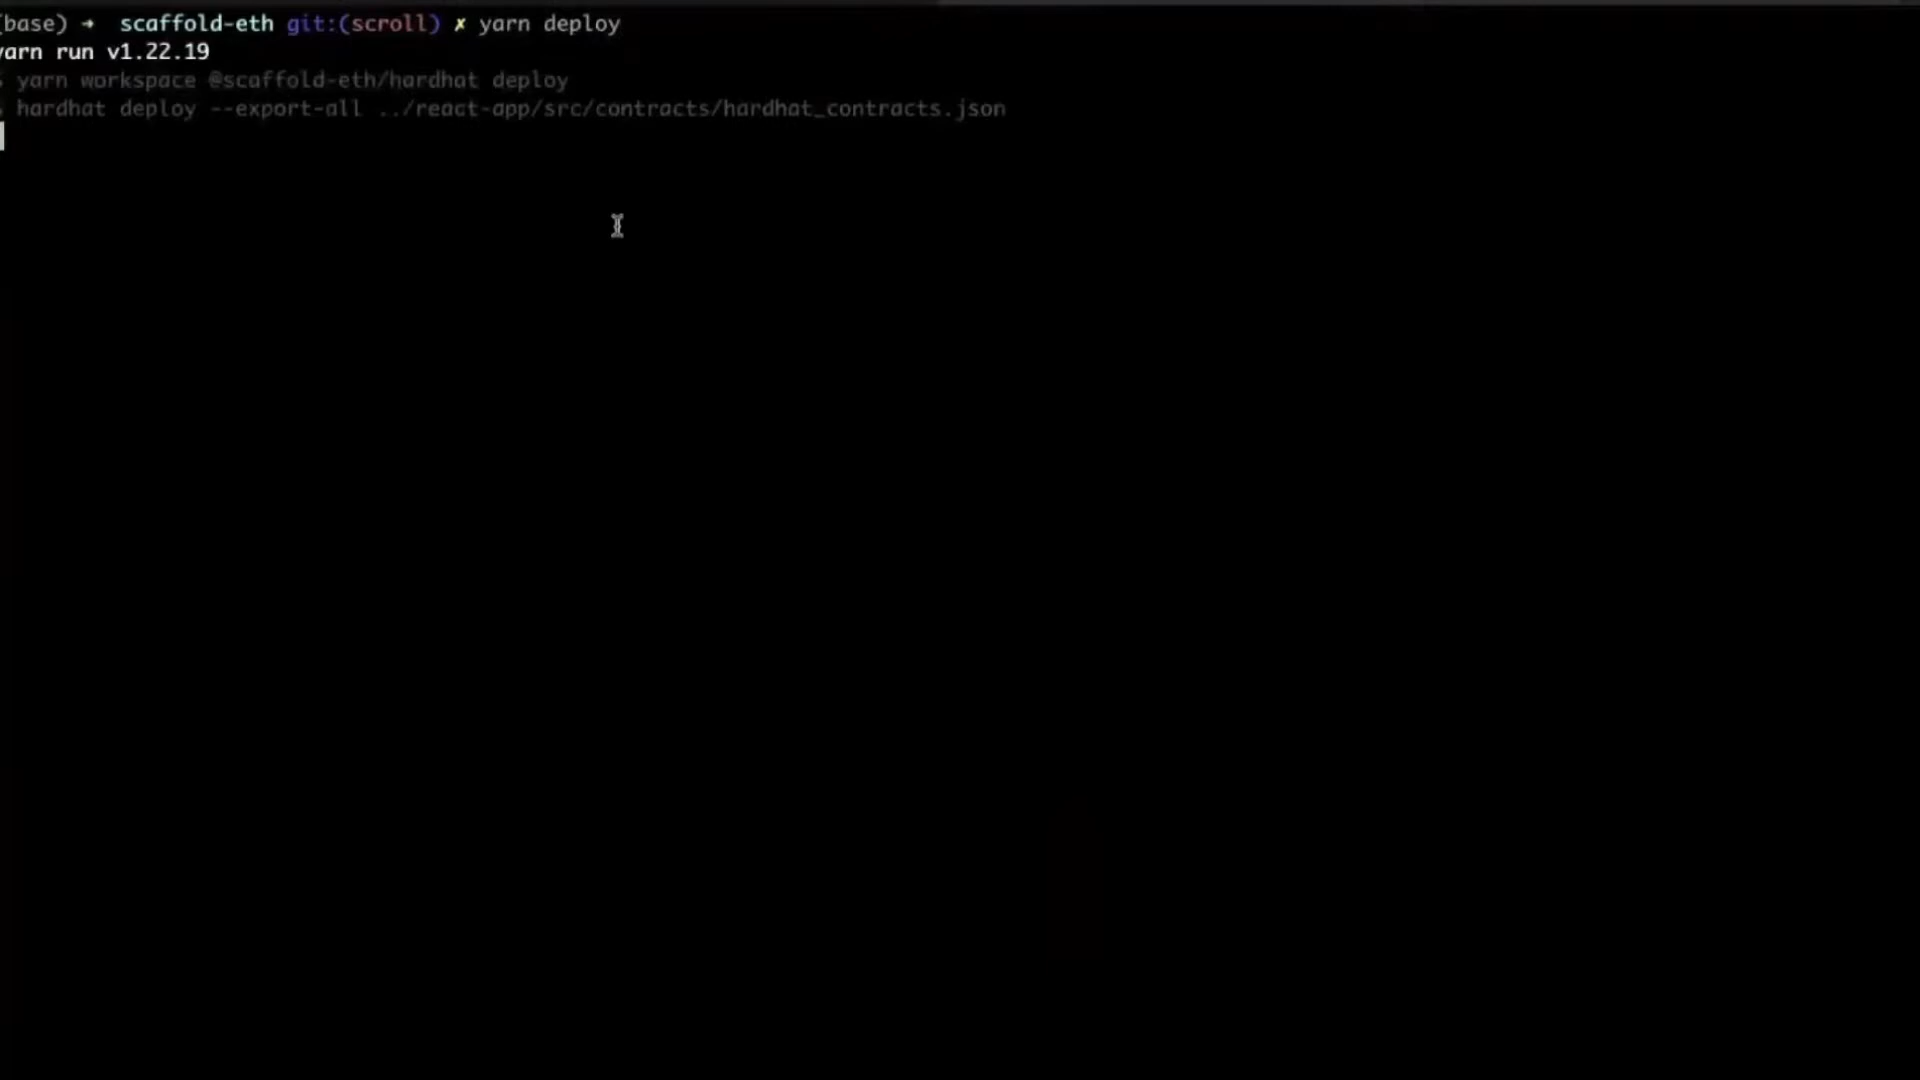 (base) ➜ scaffold-eth git:(scroll) ✗ yarn deploy
yarn run v1.22.19
$ yarn workspace @scaffold-eth/hardhat deploy
$ hardhat deploy --export-all ../react-app/src/contracts/hardhat_contracts.json